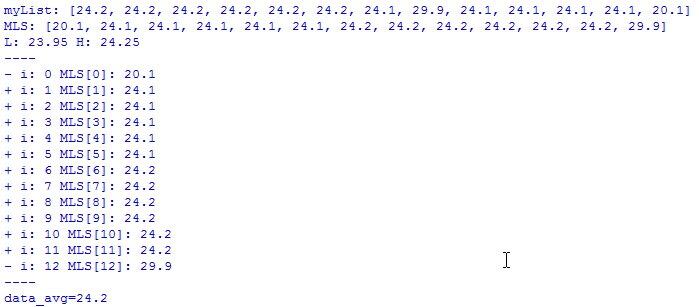 myList: [24.2, 24.2, 24.2, 24.2, 24.2, 24.2, 24.1, 29.9, 24.1, 24.1, 24.1, 24.1, 20.1]
MLS: [20.1, 24.1, 24.1, 24.1, 24.1, 24.1, 24.2, 24.2, 24.2, 24.2, 24.2, 24.2, 29.9]
L: 23.95 H: 24.25
----
- i: 0 MLS[0]: 20.1
+ i: 1 MLS[1]: 24.1
+ i: 2 MLS[2]: 24.1
+ i: 3 MLS[3]: 24.1
+ i: 4 MLS[4]: 24.1
+ i: 5 MLS[5]: 24.1
+ i: 6 MLS[6]: 24.2
+ i: 7 MLS[7]: 24.2
+ i: 8 MLS[8]: 24.2
+ i: 9 MLS[9]: 24.2
+ i: 10 MLS[10]: 24.2
+ i: 11 MLS[11]: 24.2
- i: 12 MLS[12]: 29.9
----
data_avg=24.2